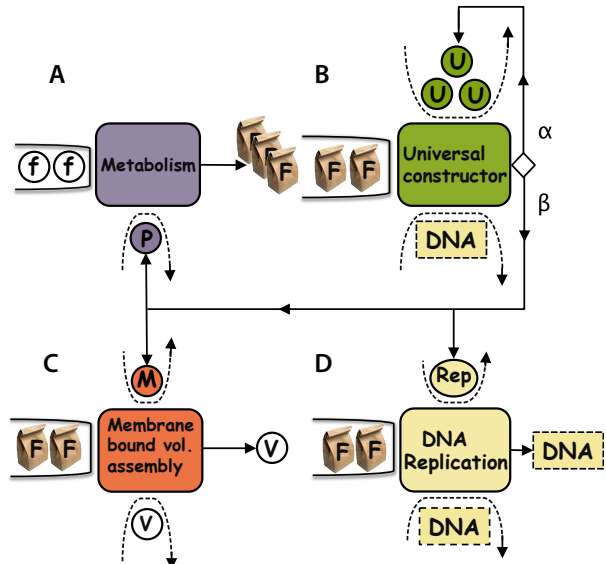 A
f f
Metabolism
F
F
F
P
B
U
U U
F F
Universal
constructor
α
β
DNA
C
M
F F
Membrane
bound vol.
assembly
V
V
D
Rep
F F
DNA
Replication
DNA
DNA